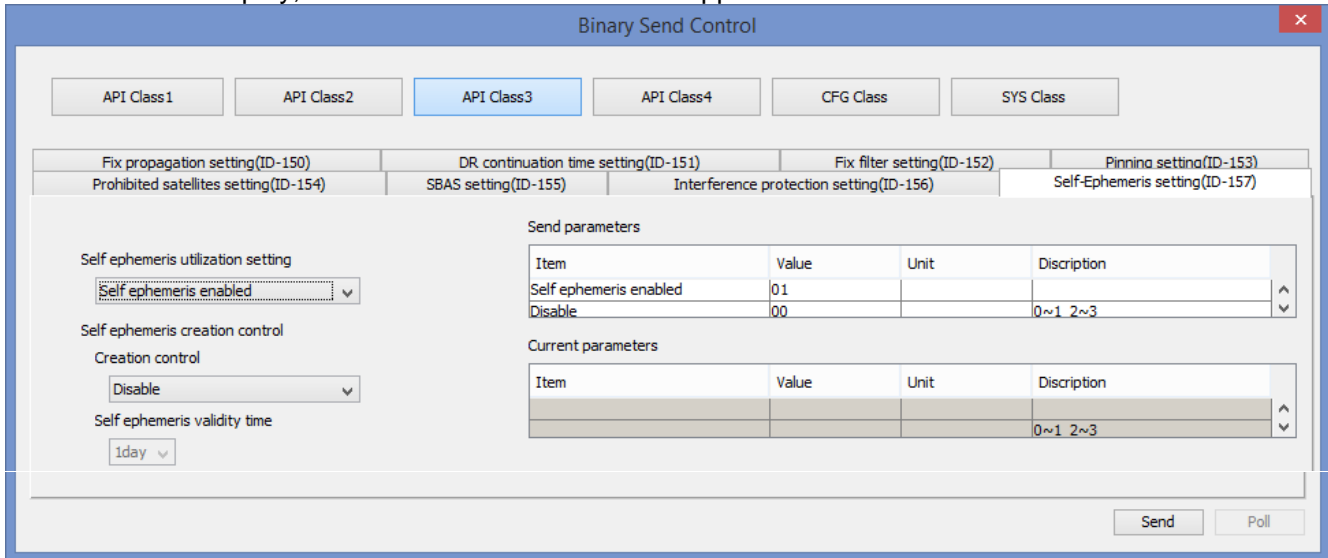 Binary Send Control
API Class1 API Class2 API Class3 API Class4 CFG Class SYS Class
Fix propagation setting(ID-150) DR continuation time setting(ID-151) Fix filter setting(ID-152) Pinning setting(ID-153)
Prohibited satellites setting(ID-154) SBAS setting(ID-155) Interference protection setting(ID-156) Self-Ephemeris setting(ID-157)
Self ephemeris utilization setting
Self ephemeris enabled
Self ephemeris creation control
Creation control
Disable
Self ephemeris validity time
1day
Send parameters
Item Value Unit Discription
Self ephemeris enabled 01
Disable 00 0~1 2~3
Current parameters
Item Value Unit Discription
0~1 2~3
Send Poll